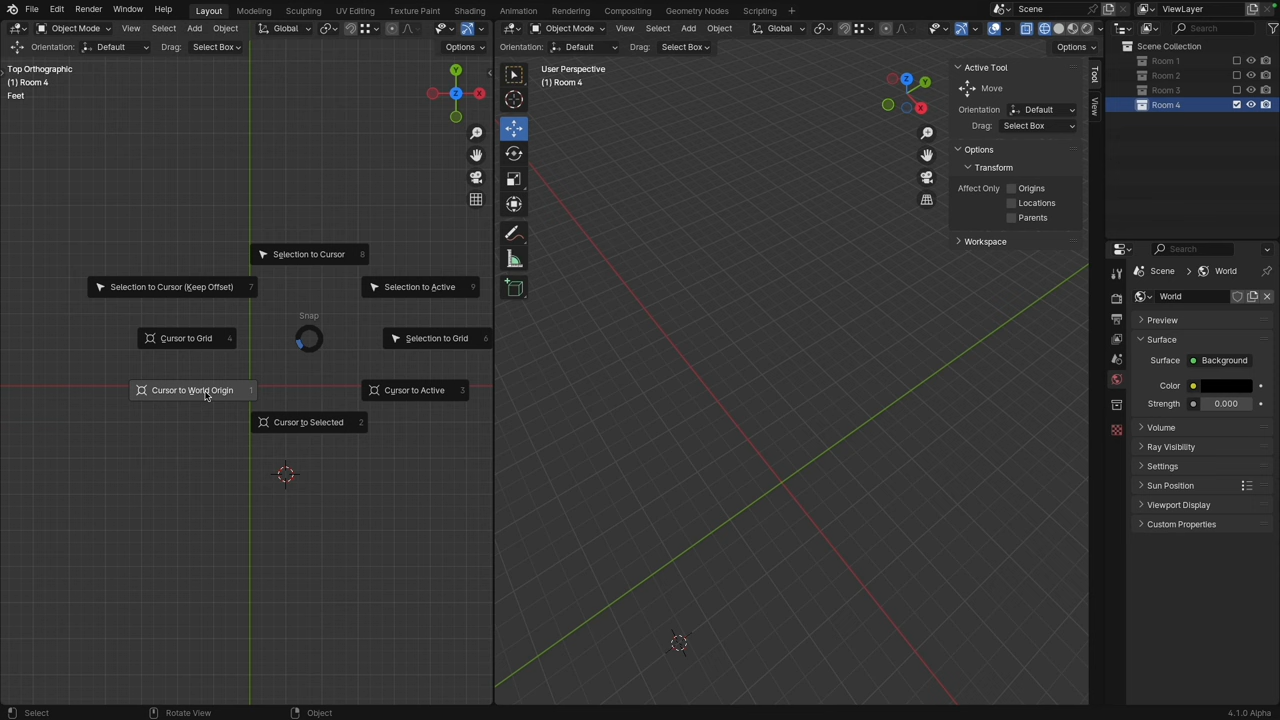 File Edit Render Window Help Layout Modeling Sculpting UV Editing Texture Paint Shading Animation Rendering Compositing Geometry Nodes Scripting Scene ViewLayer
Object Mode View Select Add Object Global Object Mode View Select Add Object Global Search
Orientation: Default Drag: Select Box Options Orientation: Default Drag: Select Box Options
Scene Collection
Room 1
Room 2
Room 3
Room 4
Top Orthographic
(1) Room 4
Feet
Y
X
Z
Selection to Cursor 8
Selection to Cursor (Keep Offset) 7
Selection to Active 9
Snap
Cursor to Grid 4
Selection to Grid 6
Cursor to World Origin 1
Cursor to Active 3
Cursor to Selected 2
User Perspective
(1) Room 4
Z
Y
X
Tool
View
Active Tool
Move
Orientation Default
Drag: Select Box
Options
Transform
Affect Only Origins
Locations
Parents
Workspace
Search
Scene World
World
Preview
Surface
Surface Background
Color
Strength 0.000
Volume
Ray Visibility
Settings
Sun Position
Viewport Display
Custom Properties
Select Rotate View Object 4.1.0 Alpha